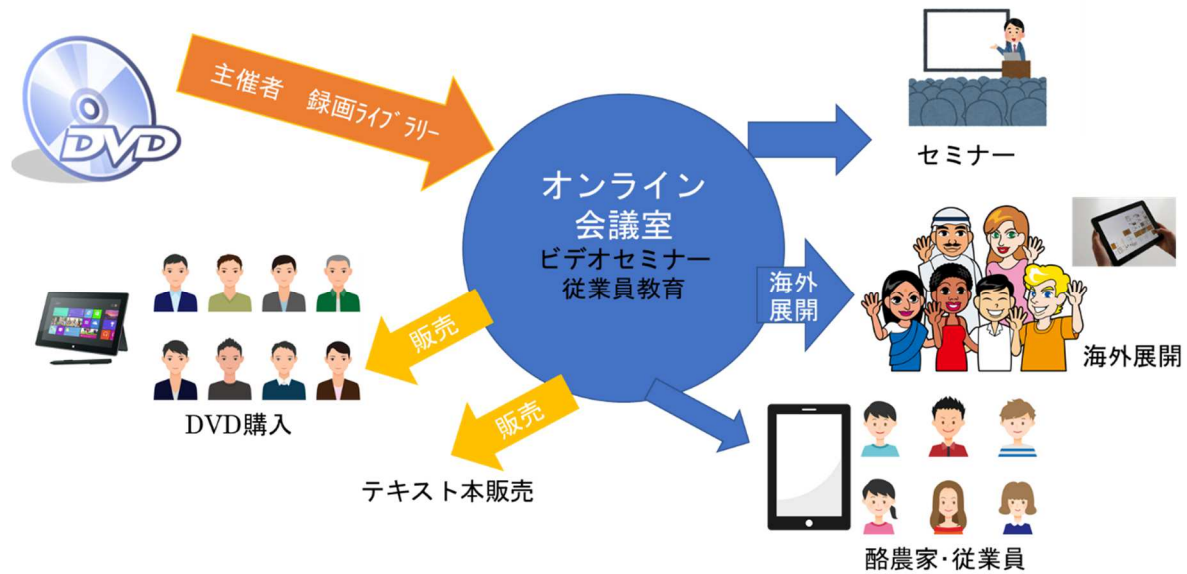 DVD
主催者　録画ﾗｲﾌﾞﾗﾘｰ
オンライン
会議室
ビデオセミナー
従業員教育
セミナー
海外
展開
海外展開
販売
DVD購入
販売
テキスト本販売
酪農家・従業員